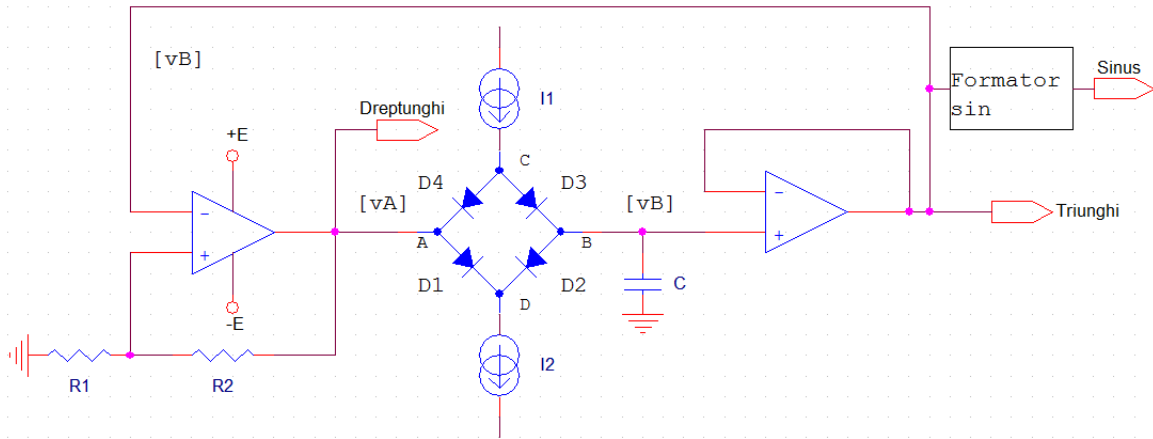 [vB]
+E
-
+
-E
R1
R2
Dreptunghi
[vA]
I1
C
D4
D3
A
B
D1
D2
D
I2
[vB]
C
-
+
Formator
sin
Sinus
Triunghi